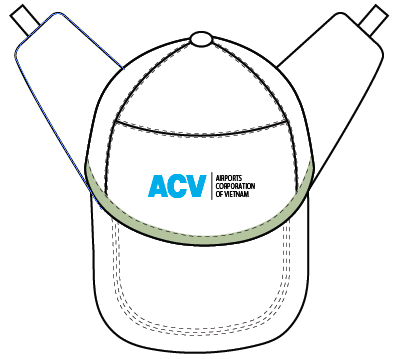 ACV
AIRPORTS
CORPORATION
OF VIETNAM